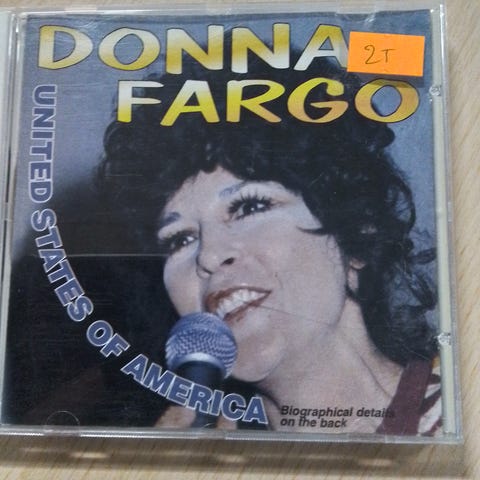 DONNA
FARGO
2T
UNITED STATES OF AMERICA
Biographical details
on the back